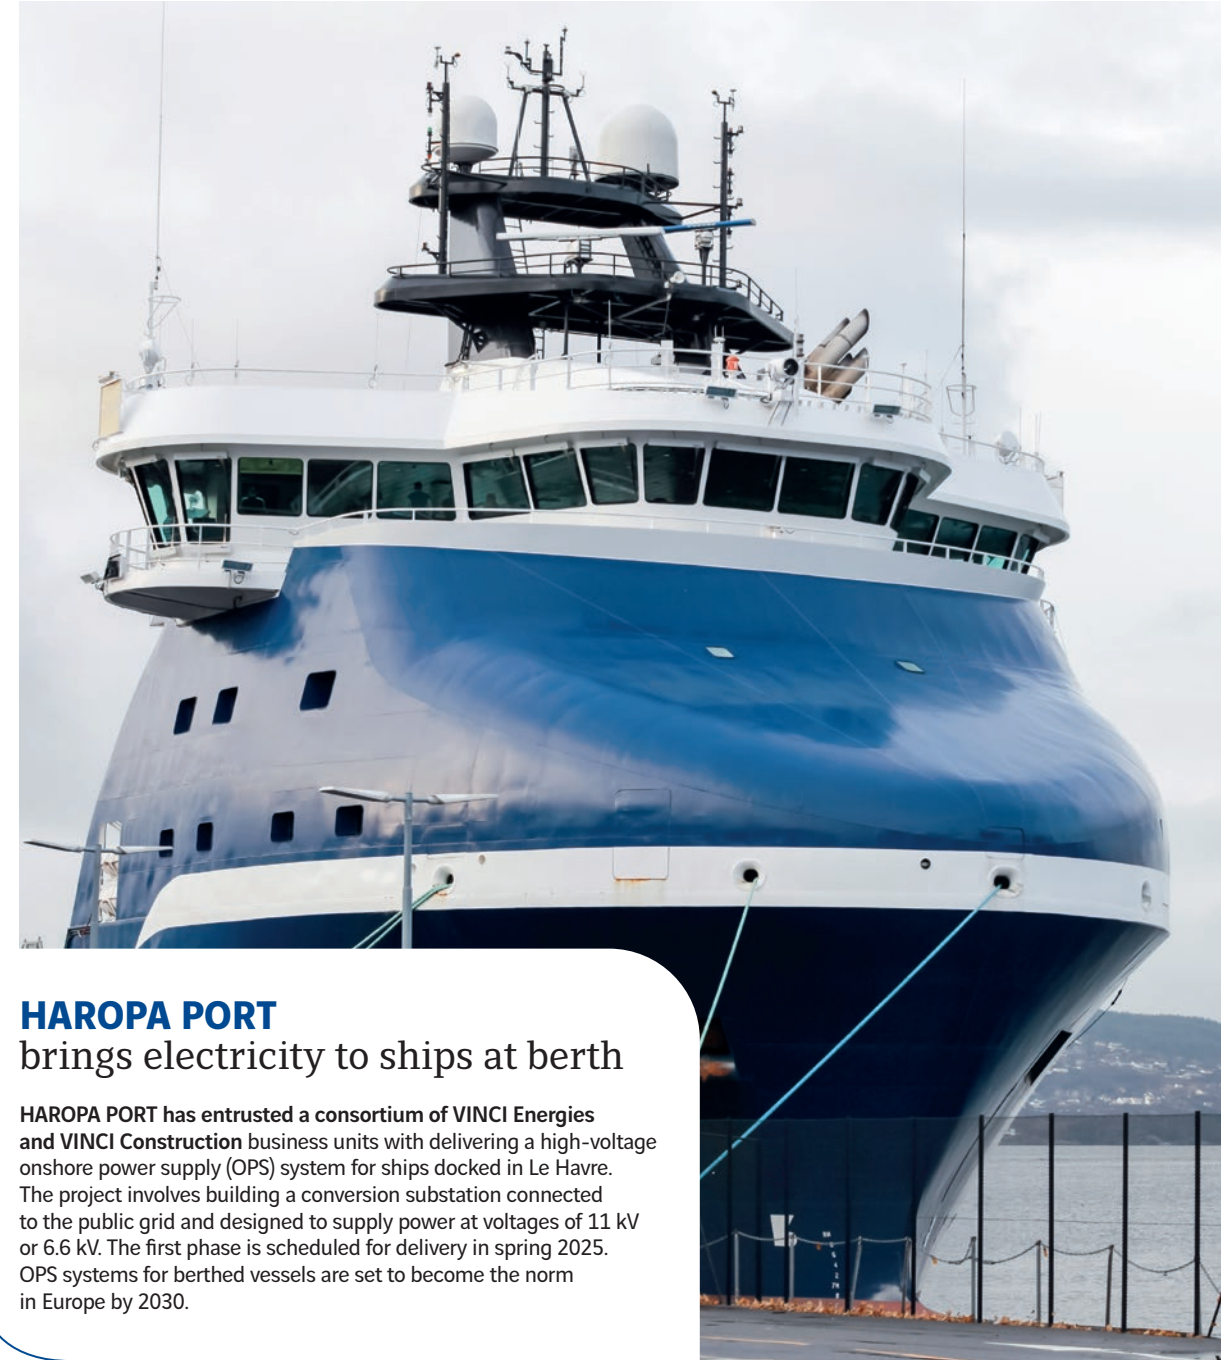 HAROPA PORT
brings electricity to ships at berth
HAROPA PORT has entrusted a consortium of VINCI Energies
and VINCI Construction business units with delivering a high-voltage
onshore power supply (OPS) system for ships docked in Le Havre.
The project involves building a conversion substation connected
to the public grid and designed to supply power at voltages of 11 kV
or 6.6 kV. The first phase is scheduled for delivery in spring 2025.
OPS systems for berthed vessels are set to become the norm
in Europe by 2030.